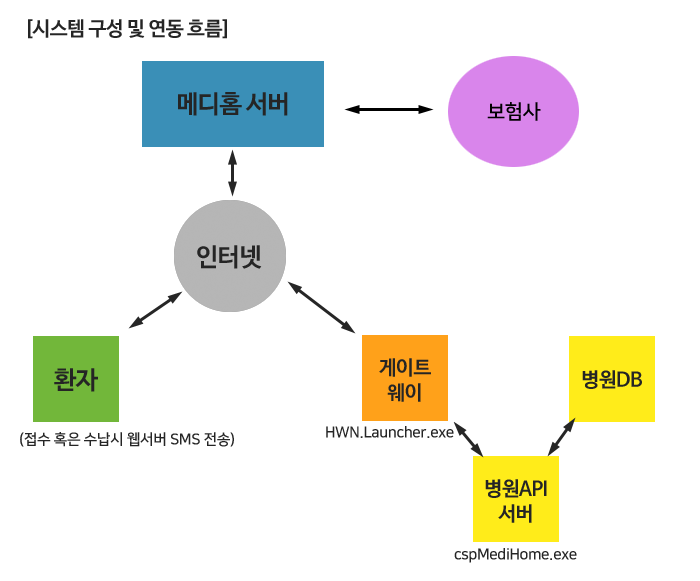 [시스템 구성 및 연동 흐름]
메디홈 서버
보험사
인터넷
환자
(접수 혹은 수납시 웹서버 SMS 전송)
게이트
웨이
HWN.Launcher.exe
병원DB
병원API
서버
cspMediHome.exe